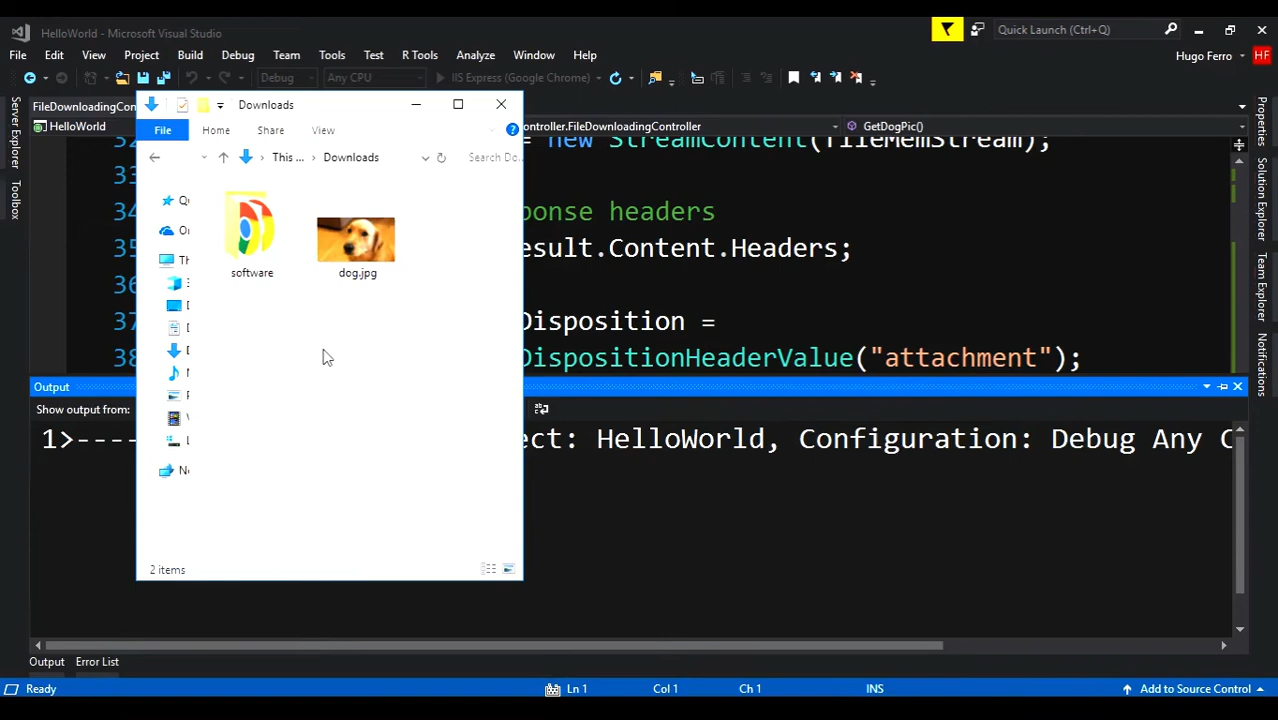 HelloWorld - Microsoft Visual Studio
Quick Launch (Ctrl+Q)
File Edit View Project Build Debug Team Tools Test R Tools Analyze Window Help
Hugo Ferro HF
Debug Any CPU IIS Express (Google Chrome)
FileDownloadingCon
HelloWorld
ontroller.FileDownloadingController
GetDogPic()
Server Explorer
Toolbox
Properties
Solution Explorer
Team Explorer
Notifications
Downloads
File Home Share View
This ... Downloads
Search Do...
software
dog.jpg
2 items
32 = new StreamContent(fileMemStream);
33
34 ponse headers
35 esult.Content.Headers;
36
37 Disposition =
38 DispositionHeaderValue("attachment");
Output
Show output from:
1>---- ect: HelloWorld, Configuration: Debug Any C
Output Error List
Ready Ln 1 Col 1 Ch 1 INS Add to Source Control